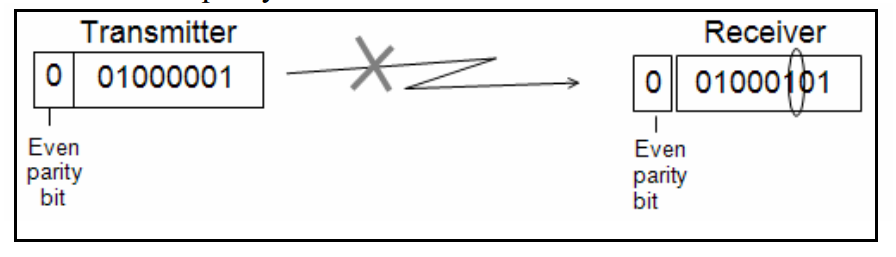 Transmitter
Receiver
0 01000001
0 01000101
Even
parity
bit
Even
parity
bit